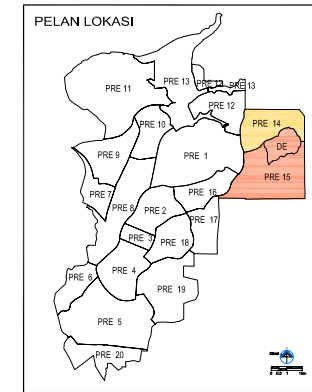 PELAN LOKASI
PRE 13
PRE 12
PRE 13
PRE 11
PRE 12
PRE 10
PRE 14
DE
PRE 9
PRE 1
PRE 15
PRE 7
PRE 16
PRE 8
PRE 2
PRE 17
PRE 3
PRE 18
PRE 6
PRE 4
PRE 19
PRE 5
PRE 20